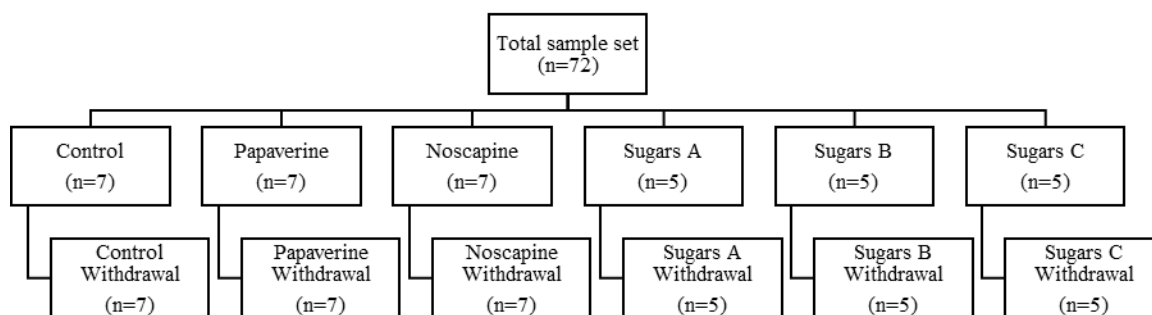 Total sample set
(n=72)
Control
(n=7)
Papaverine
(n=7)
Noscapine
(n=7)
Sugars A
(n=5)
Sugars B
(n=5)
Sugars C
(n=5)
Control
Withdrawal
(n=7)
Papaverine
Withdrawal
(n=7)
Noscapine
Withdrawal
(n=7)
Sugars A
Withdrawal
(n=5)
Sugars B
Withdrawal
(n=5)
Sugars C
Withdrawal
(n=5)